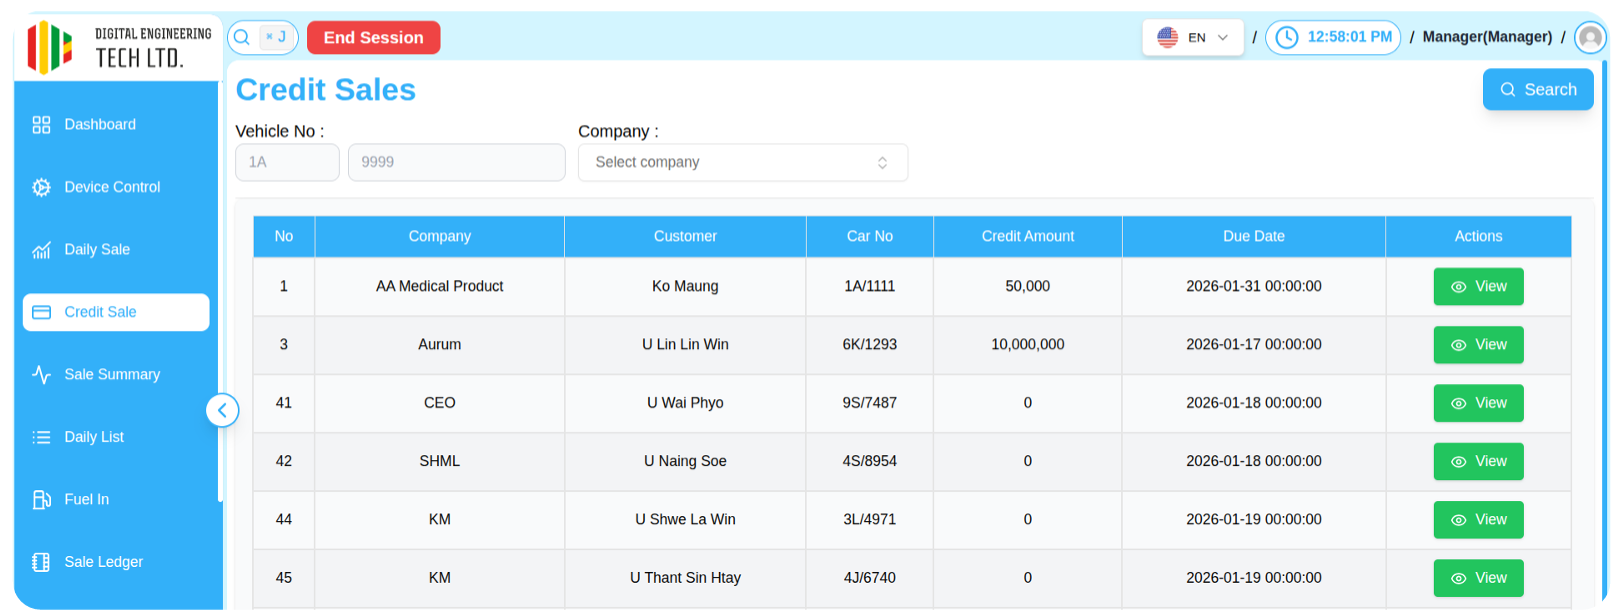 DIGITAL ENGINEERING
TECH LTD.
⌘ J
End Session
EN
/
12:58:01 PM
/
Manager(Manager)
/
Dashboard
Device Control
Daily Sale
Credit Sale
Sale Summary
Daily List
Fuel In
Sale Ledger
Credit Sales
Search
Vehicle No :
Company :
1A
9999
Select company
No Company Customer Car No Credit Amount Due Date Actions
1 AA Medical Product Ko Maung 1A/1111 50,000 2026-01-31 00:00:00 View
3 Aurum U Lin Lin Win 6K/1293 10,000,000 2026-01-17 00:00:00 View
41 CEO U Wai Phyo 9S/7487 0 2026-01-18 00:00:00 View
42 SHML U Naing Soe 4S/8954 0 2026-01-18 00:00:00 View
44 KM U Shwe La Win 3L/4971 0 2026-01-19 00:00:00 View
45 KM U Thant Sin Htay 4J/6740 0 2026-01-19 00:00:00 View